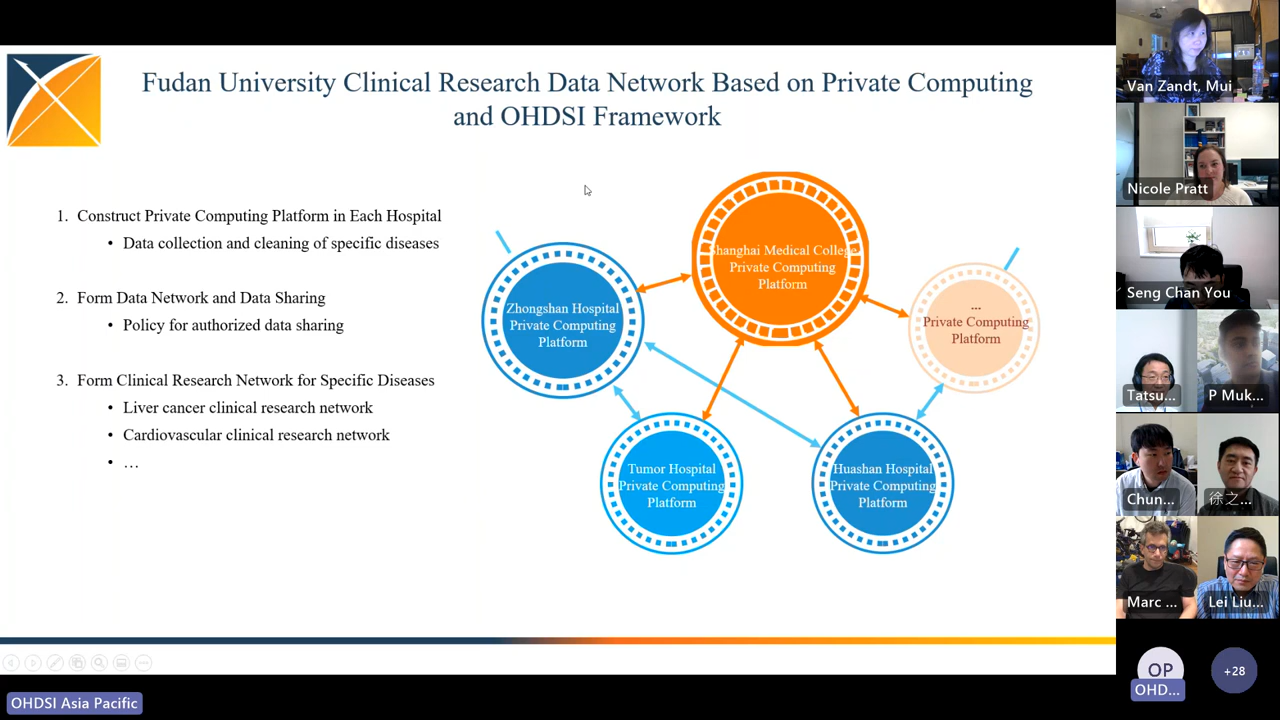 Fudan University Clinical Research Data Network Based on Private Computing
and OHDSI Framework
1. Construct Private Computing Platform in Each Hospital
• Data collection and cleaning of specific diseases
2. Form Data Network and Data Sharing
• Policy for authorized data sharing
3. Form Clinical Research Network for Specific Diseases
• Liver cancer clinical research network
• Cardiovascular clinical research network
• …
Shanghai Medical College
Private Computing
Platform
Zhongshan Hospital
Private Computing
Platform
...
Private Computing
Platform
Tumor Hospital
Private Computing
Platform
Huashan Hospital
Private Computing
Platform
OHDSI Asia Pacific
Van Zandt, Mui
Nicole Pratt
Seng Chan You
Tatsu...
P Muk...
Chun...
徐之...
Marc ...
Lei Liu...
OP
OHD...
+28